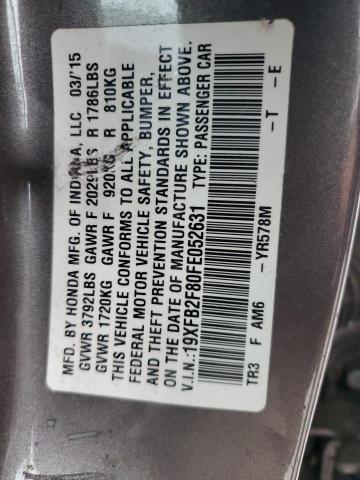 MFD. BY HONDA MFG. OF INDIANA, LLC 03/'15
GVWR 3792LBS GAWR F 2029LBS R 1786LBS
GVWR 1720KG GAWR F 920KG R 810KG
THIS VEHICLE CONFORMS TO ALL APPLICABLE
FEDERAL MOTOR VEHICLE SAFETY, BUMPER,
AND THEFT PREVENTION STANDARDS IN EFFECT
ON THE DATE OF MANUFACTURE SHOWN ABOVE.
V.I.N.: 19XFB2F80FE052631 TYPE: PASSENGER CAR
TR3 F AM6 -YR578M -T -E